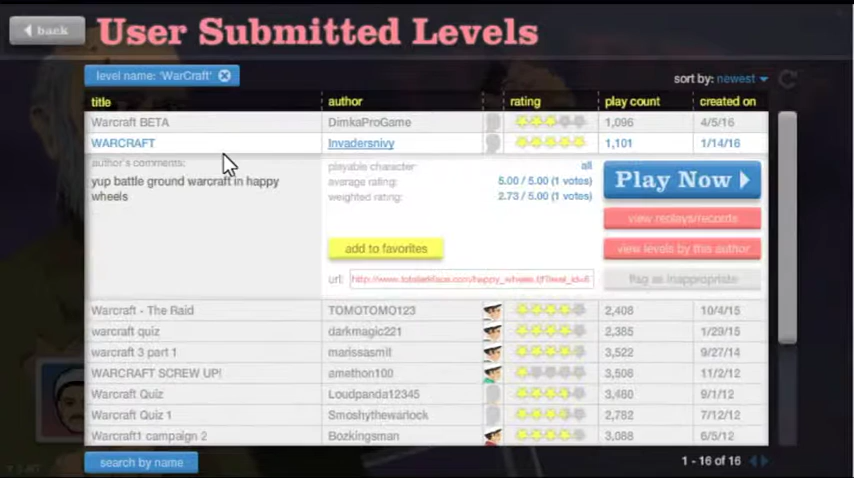 back
User Submitted Levels
level name: 'WarCraft'
sort by: newest
title author rating play count created on
Warcraft BETA DimkaProGame 1,096 4/5/16
WARCRAFT Invadersnivy 1,101 1/14/16
author's comments:
yup battle ground warcraft in happy
wheels
playable character: all
average rating: 5.00 / 5.00 (1 votes)
weighted rating: 2.73 / 5.00 (1 votes)
add to favorites
url:
Play Now
view replays/records
view levels by this author
flag as inappropriate
Warcraft - The Raid TOMOTOMO123 2,408 10/4/15
warcraft quiz darkmagic221 2,385 1/29/15
warcraft 3 part 1 marissasmit 3,522 9/27/14
WARCRAFT SCREW UP! amethon100 3,506 11/2/12
Warcraft Quiz Loudpanda12345 3,460 9/1/12
Warcraft Quiz 1 Smoshythewarlock 2,782 7/12/12
Warcraft1 campaign 2 Bozkingsman 3,088 6/5/12
search by name
1 - 16 of 16